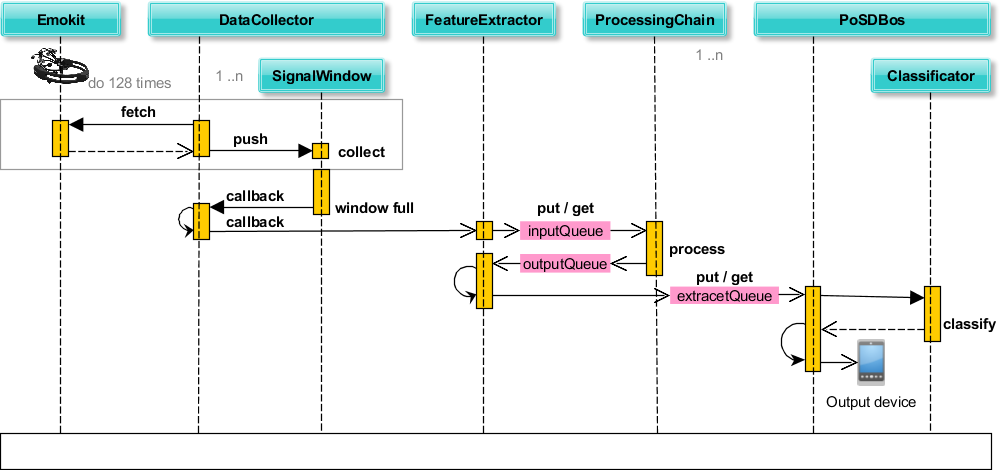 Emokit
DataCollector
FeatureExtractor
ProcessingChain
PoSDBos
do 128 times
1 ..n
SignalWindow
1 ..n
Classificator
fetch
push
collect
callback
window full
callback
put / get
inputQueue
process
outputQueue
put / get
extracetQueue
classify
Output device